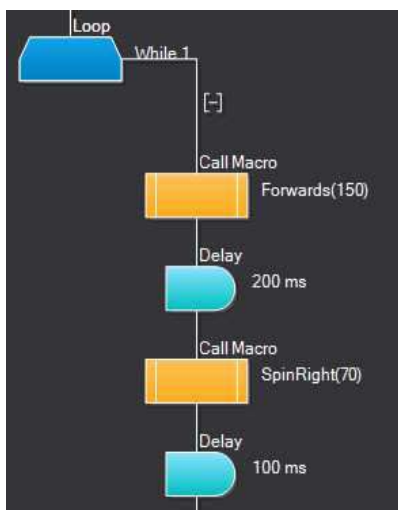 Loop
While 1
[-]
Call Macro
Forwards(150)
Delay
200 ms
Call Macro
SpinRight(70)
Delay
100 ms